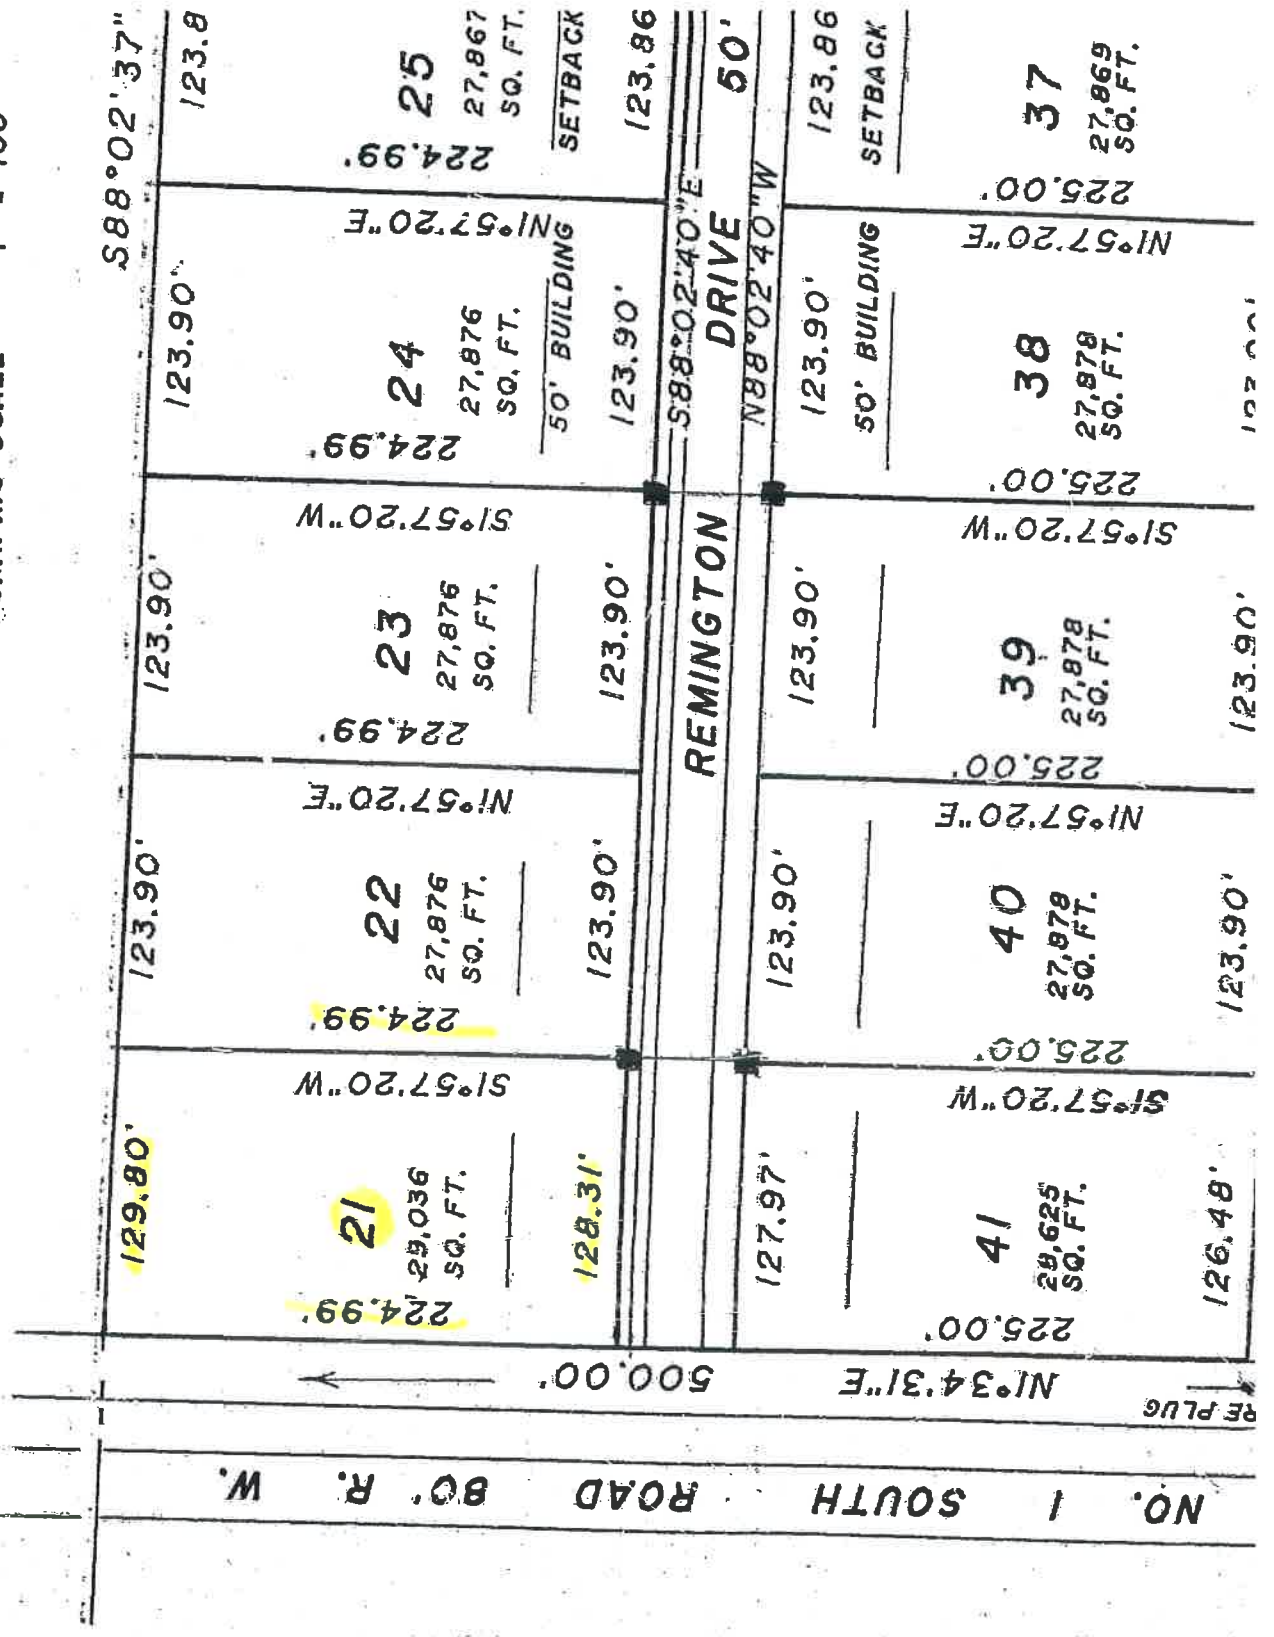 S88°02'37"
123.8
25
27,867
SQ. FT.
224.99'
SETBACK
123.86
N1°57'20"E
123.90'
24
27,876
SQ. FT.
224.99'
50' BUILDING
123.90'
S1°57'20"W
123.90'
23
27,876
SQ. FT.
224.99'
123.90'
N1°57'20"E
123.90'
22
27,876
SQ. FT.
224.99'
123.90'
S1°57'20"W
129.80'
21
29,036
SQ. FT.
224.99'
128.31'
S88°02'40"E
REMINGTON DRIVE 50'
N88°02'40"W
123.86
SETBACK
37
27,869
SQ. FT.
225.00'
N1°57'20"E
123.90'
50' BUILDING
38
27,878
SQ. FT.
225.00'
S1°57'20"W
123.90'
39
27,878
SQ. FT.
225.00'
123.90'
N1°57'20"E
123.90'
40
27,878
SQ. FT.
225.00'
123.90'
S1°57'20"W
127.97'
41
28,625
SQ. FT.
225.00'
126.48'
500.00'
N1°34'31"E
RE PLUG
NO. 1 SOUTH ROAD 80' R. W.